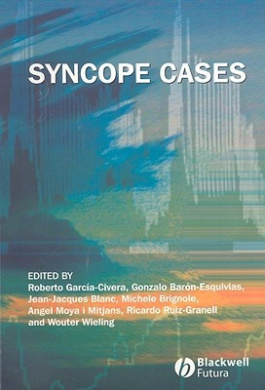 SYNCOPE CASES
EDITED BY
Roberto García-Civera, Gonzalo Barón-Esquivias,
Jean-Jacques Blanc, Michele Brignole,
Angel Moya i Mitjans, Ricardo Ruiz-Granell
and Wouter Wieling
Blackwell
Futura